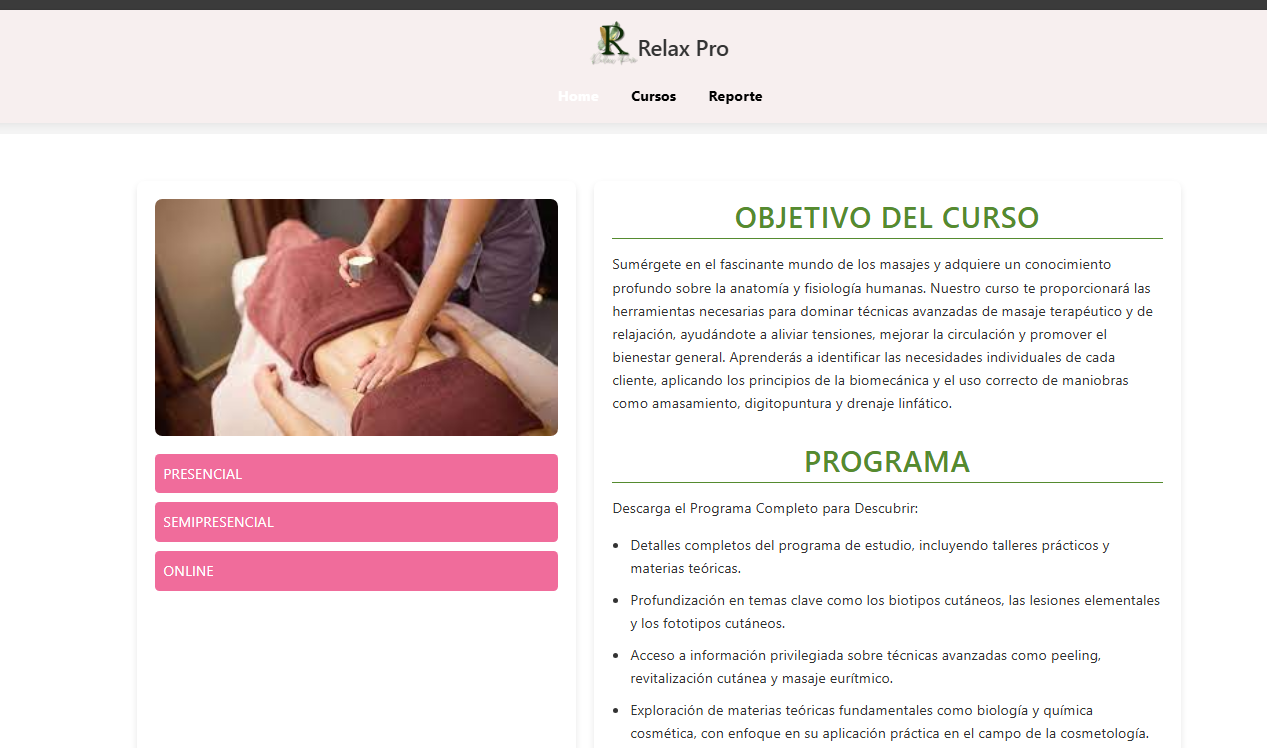 Relax Pro
Home Cursos Reporte
PRESENCIAL
SEMIPRESENCIAL
ONLINE
OBJETIVO DEL CURSO
Sumérgete en el fascinante mundo de los masajes y adquiere un conocimiento
profundo sobre la anatomía y fisiología humanas. Nuestro curso te proporcionará las
herramientas necesarias para dominar técnicas avanzadas de masaje terapéutico y de
relajación, ayudándote a aliviar tensiones, mejorar la circulación y promover el
bienestar general. Aprenderás a identificar las necesidades individuales de cada
cliente, aplicando los principios de la biomecánica y el uso correcto de maniobras
como amasamiento, digitopuntura y drenaje linfático.
PROGRAMA
Descarga el Programa Completo para Descubrir:
• Detalles completos del programa de estudio, incluyendo talleres prácticos y
materias teóricas.
• Profundización en temas clave como los biotipos cutáneos, las lesiones elementales
y los fototipos cutáneos.
• Acceso a información privilegiada sobre técnicas avanzadas como peeling,
revitalización cutánea y masaje eurítmico.
• Exploración de materias teóricas fundamentales como biología y química
cosmética, con enfoque en su aplicación práctica en el campo de la cosmetología.